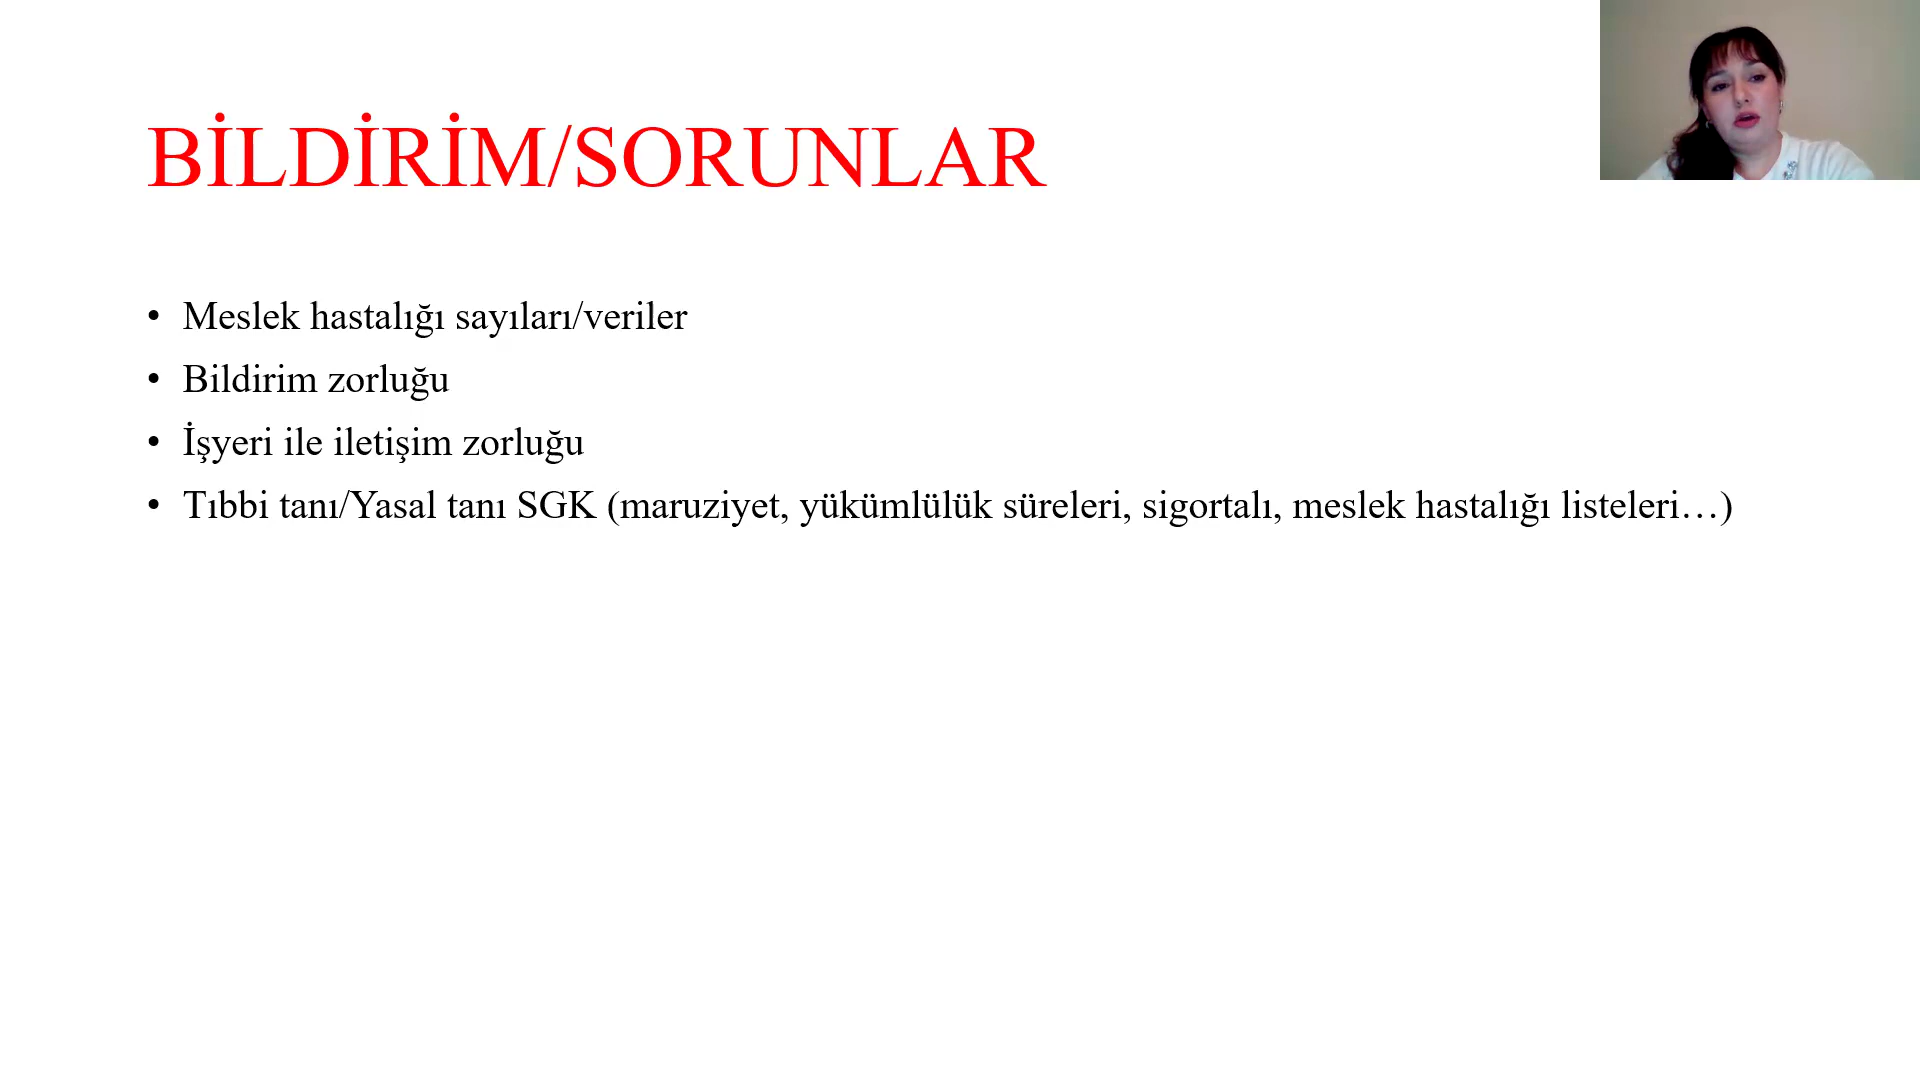 BİLDİRİM/SORUNLAR
• Meslek hastalığı sayıları/veriler
• Bildirim zorluğu
• İşyeri ile iletişim zorluğu
• Tıbbi tanı/Yasal tanı SGK (maruziyet, yükümlülük süreleri, sigortalı, meslek hastalığı listeleri…)